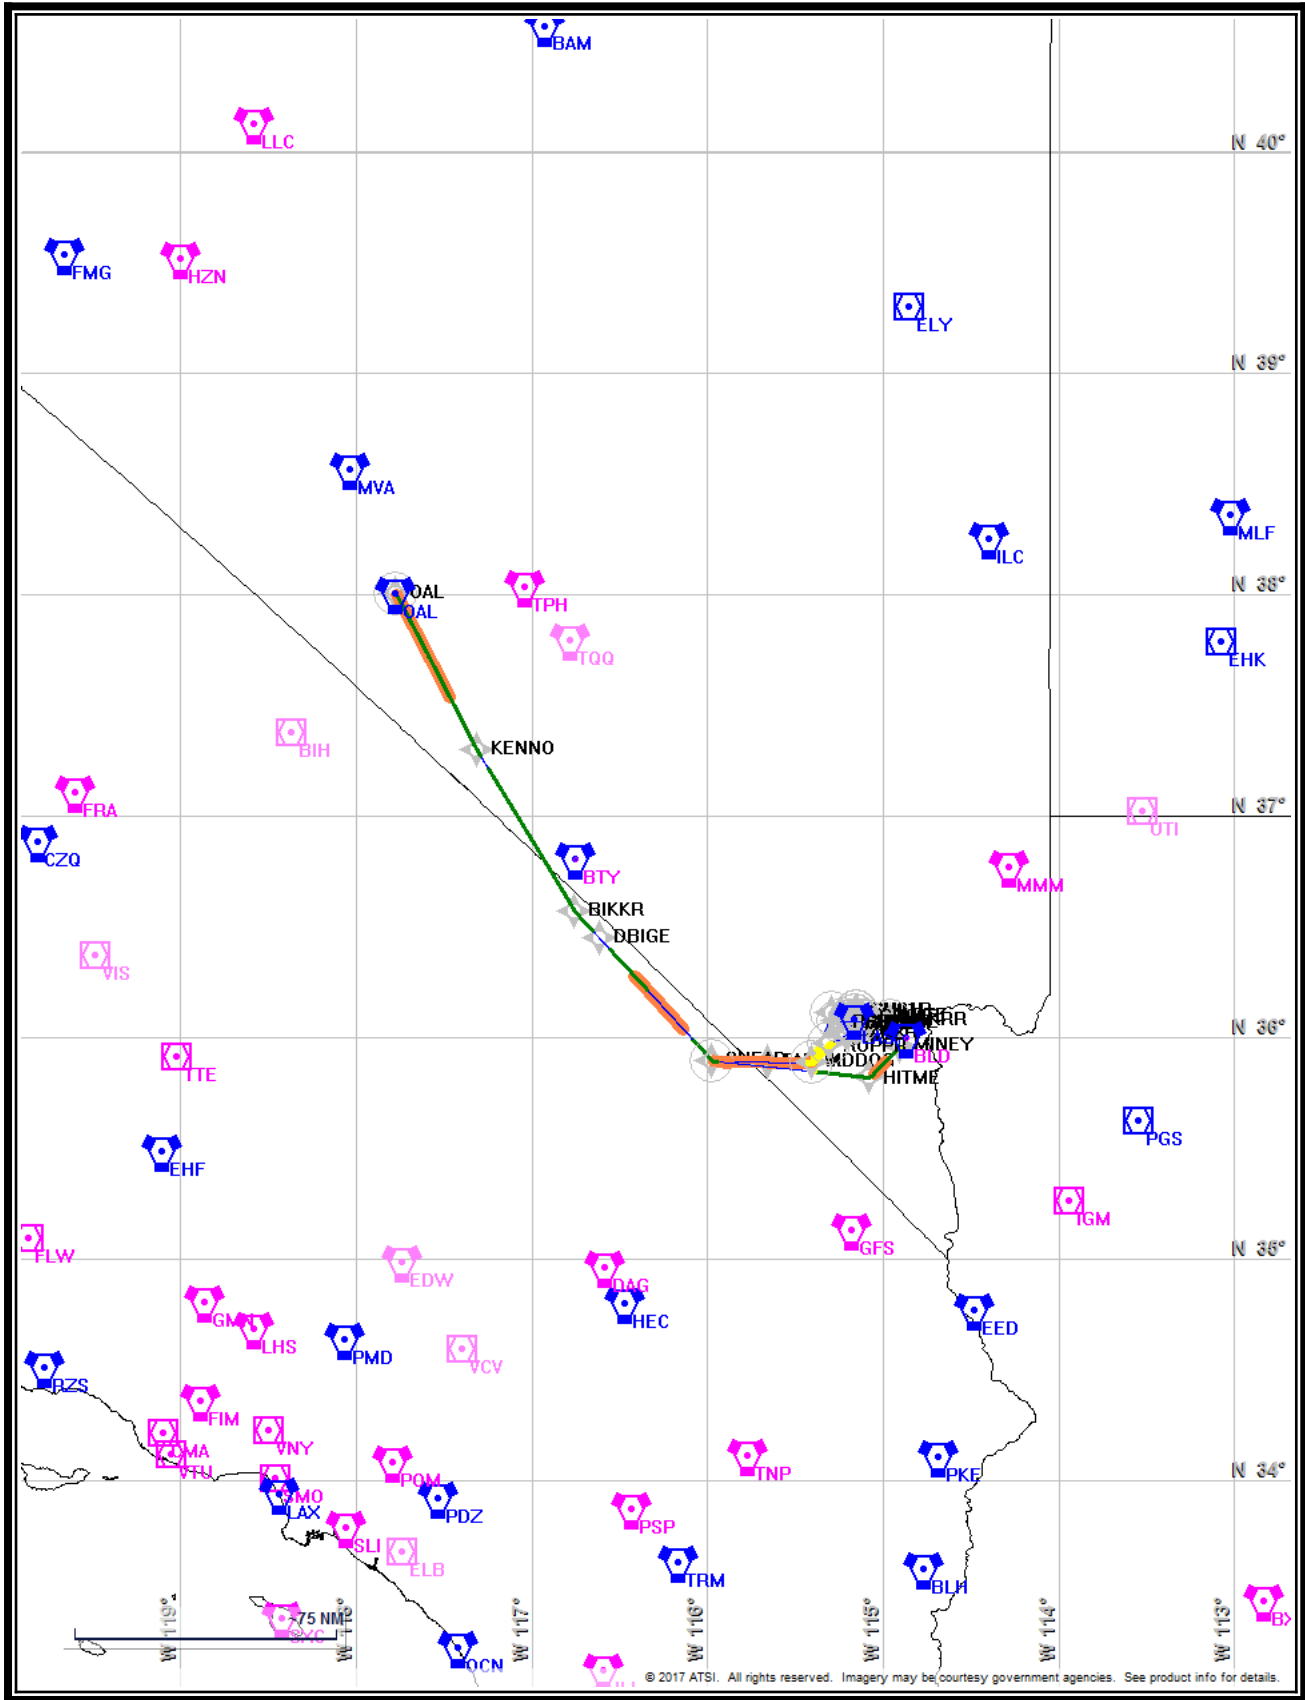 BAM
LLC
N 40°
FMG
HZN
ELY
N 39°
MVA
MLF
ILC
N 38°
OAL
OAL
TPH
EHK
TQQ
KENNO
BIH
N 37°
FRA
UTI
CZQ
BTY
MMM
BIKKR
DBIGE
VIS
N 36°
MINEY
BLD
TTE
HITME
PGS
EHF
IGM
GFS
N 35°
FLW
EDW
DAG
HEC
EED
GMN
LHS
PMD
VCV
RZS
FIM
VNY
CMA
VTU
POM
TNP
PKE
N 34°
SMO
LAX
PDZ
PSP
SLI
ELB
TRM
BLH
W 119°
~75 NM
W 118°
W 117°
W 116°
W 115°
W 114°
W 113°
OCN
© 2017 ATSI. All rights reserved. Imagery may be courtesy government agencies. See product info for details.